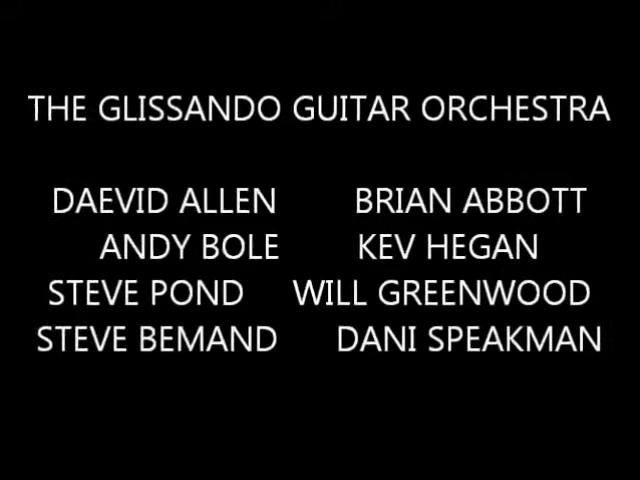 THE GLISSANDO GUITAR ORCHESTRA
DAEVID ALLEN BRIAN ABBOTT
ANDY BOLE KEV HEGAN
STEVE POND WILL GREENWOOD
STEVE BEMAND DANI SPEAKMAN